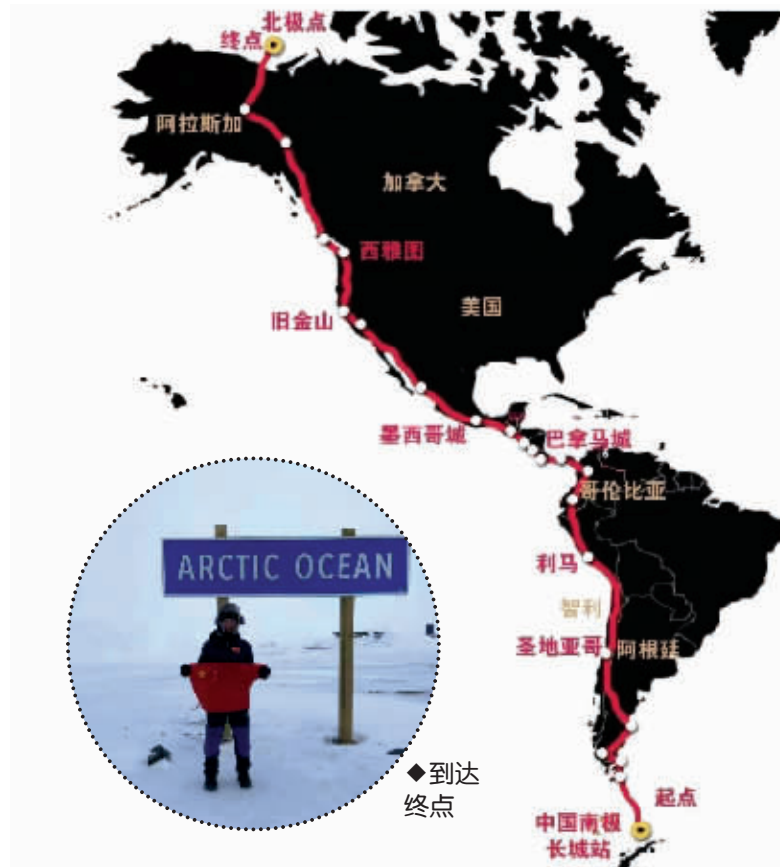 北极点
终点
阿拉斯加
加拿大
西雅图
美国
旧金山
墨西哥城
巴拿马城
哥伦比亚
利马
智利
圣地亚哥
阿根廷
起点
中国南极
长城站
ARCTIC OCEAN
◆到达
终点